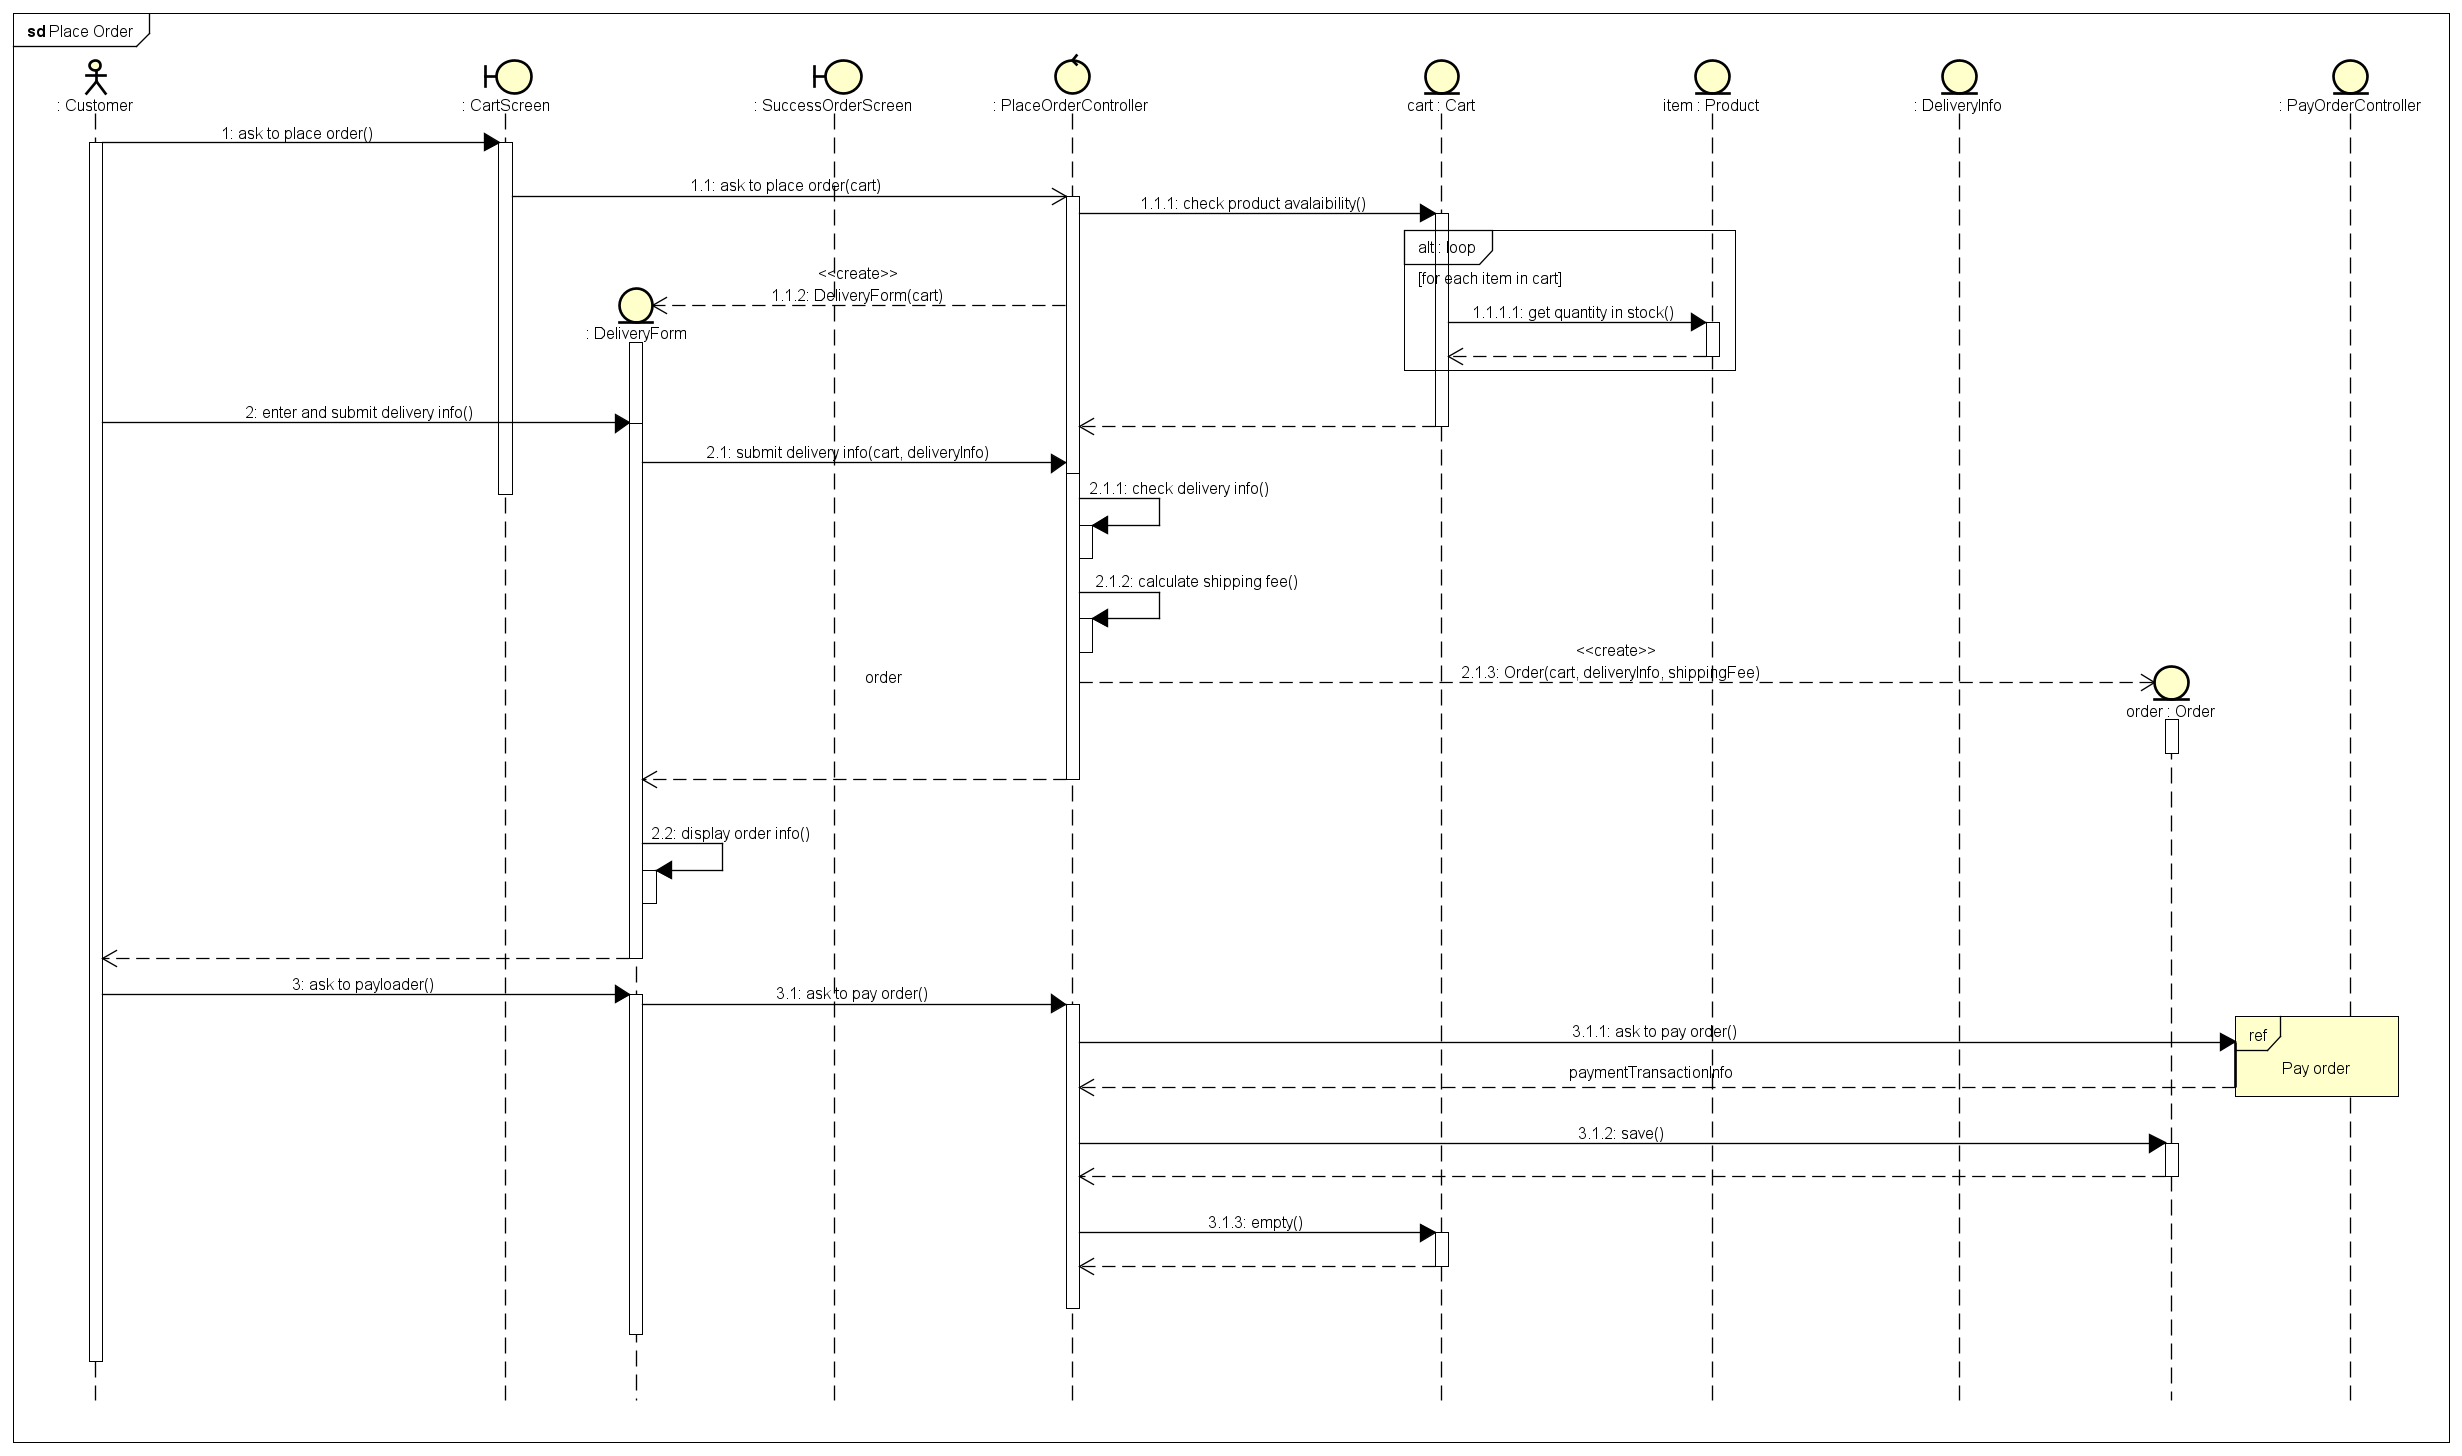 sd Place Order
: Customer
: CartScreen
: SuccessOrderScreen
: PlaceOrderController
cart : Cart
item : Product
: DeliveryInfo
: PayOrderController
1: ask to place order()
1.1: ask to place order(cart)
1.1.1: check product avalaibility()
alt : loop
[for each item in cart]
<<create>>
1.1.2: DeliveryForm(cart)
1.1.1.1: get quantity in stock()
: DeliveryForm
2: enter and submit delivery info()
2.1: submit delivery info(cart, deliveryInfo)
2.1.1: check delivery info()
2.1.2: calculate shipping fee()
<<create>>
2.1.3: Order(cart, deliveryInfo, shippingFee)
order
order : Order
2.2: display order info()
3: ask to payloader()
3.1: ask to pay order()
3.1.1: ask to pay order()
ref
Pay order
paymentTransactionInfo
3.1.2: save()
3.1.3: empty()